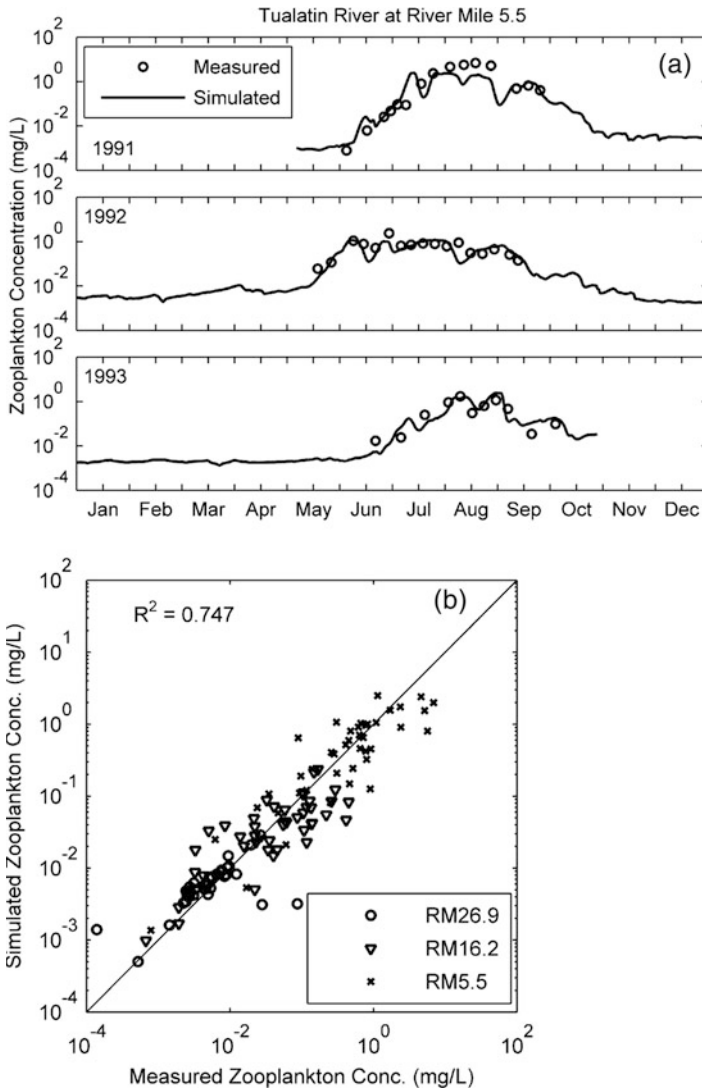 Tualatin River at River Mile 5.5
Zooplankton Concentration (mg/L)
10^2
10^0
10^-2
10^-4
Measured
Simulated
(a)
1991
10^2
10^0
10^-2
10^-4
1992
10^2
10^0
10^-2
10^-4
1993
Jan Feb Mar Apr May Jun Jul Aug Sep Oct Nov Dec
Simulated Zooplankton Conc. (mg/L)
10^2
10^1
10^0
10^-1
10^-2
10^-3
10^-4
R^2 = 0.747
(b)
RM26.9
RM16.2
RM5.5
10^-4 10^-2 10^0 10^2
Measured Zooplankton Conc. (mg/L)